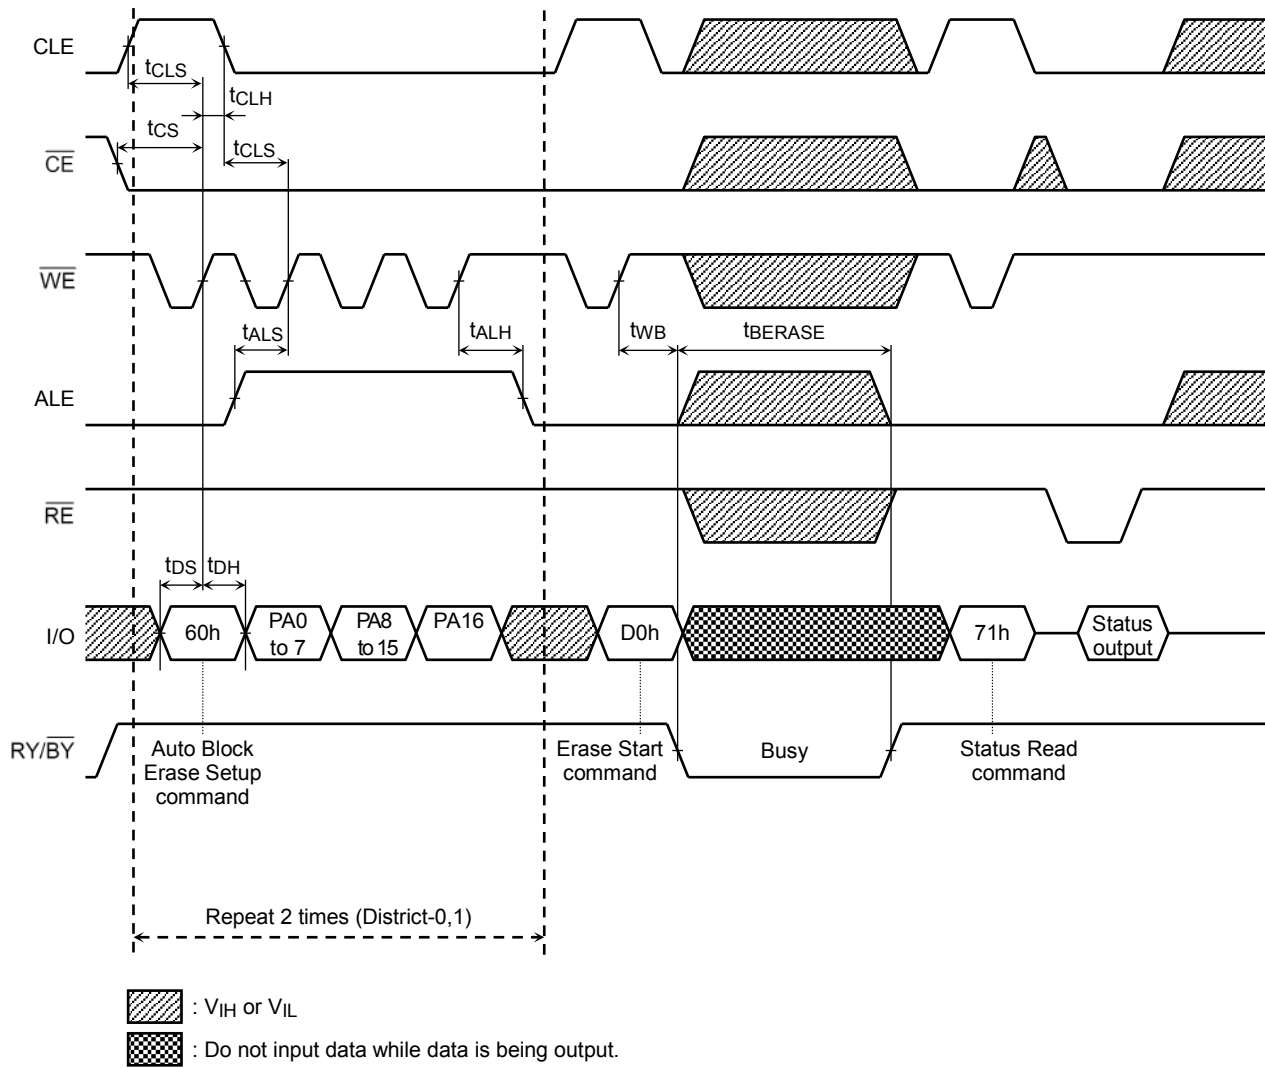 CLE
tCLS
tCLH
tCS
CE
tCLS
WE
tALS
tALH
tWB
tBERASE
ALE
RE
tDS
tDH
I/O
60h
PA0
to 7
PA8
to 15
PA16
D0h
71h
Status
output
RY/BY
Auto Block
Erase Setup
command
Erase Start
command
Busy
Status Read
command
Repeat 2 times (District-0,1)
: VIH or VIL
: Do not input data while data is being output.